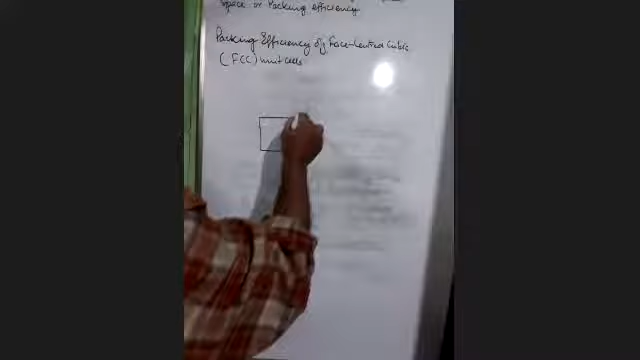 Space or Packing efficiency
Packing Efficiency of Face-Centred Cubic
(FCC) unit cells